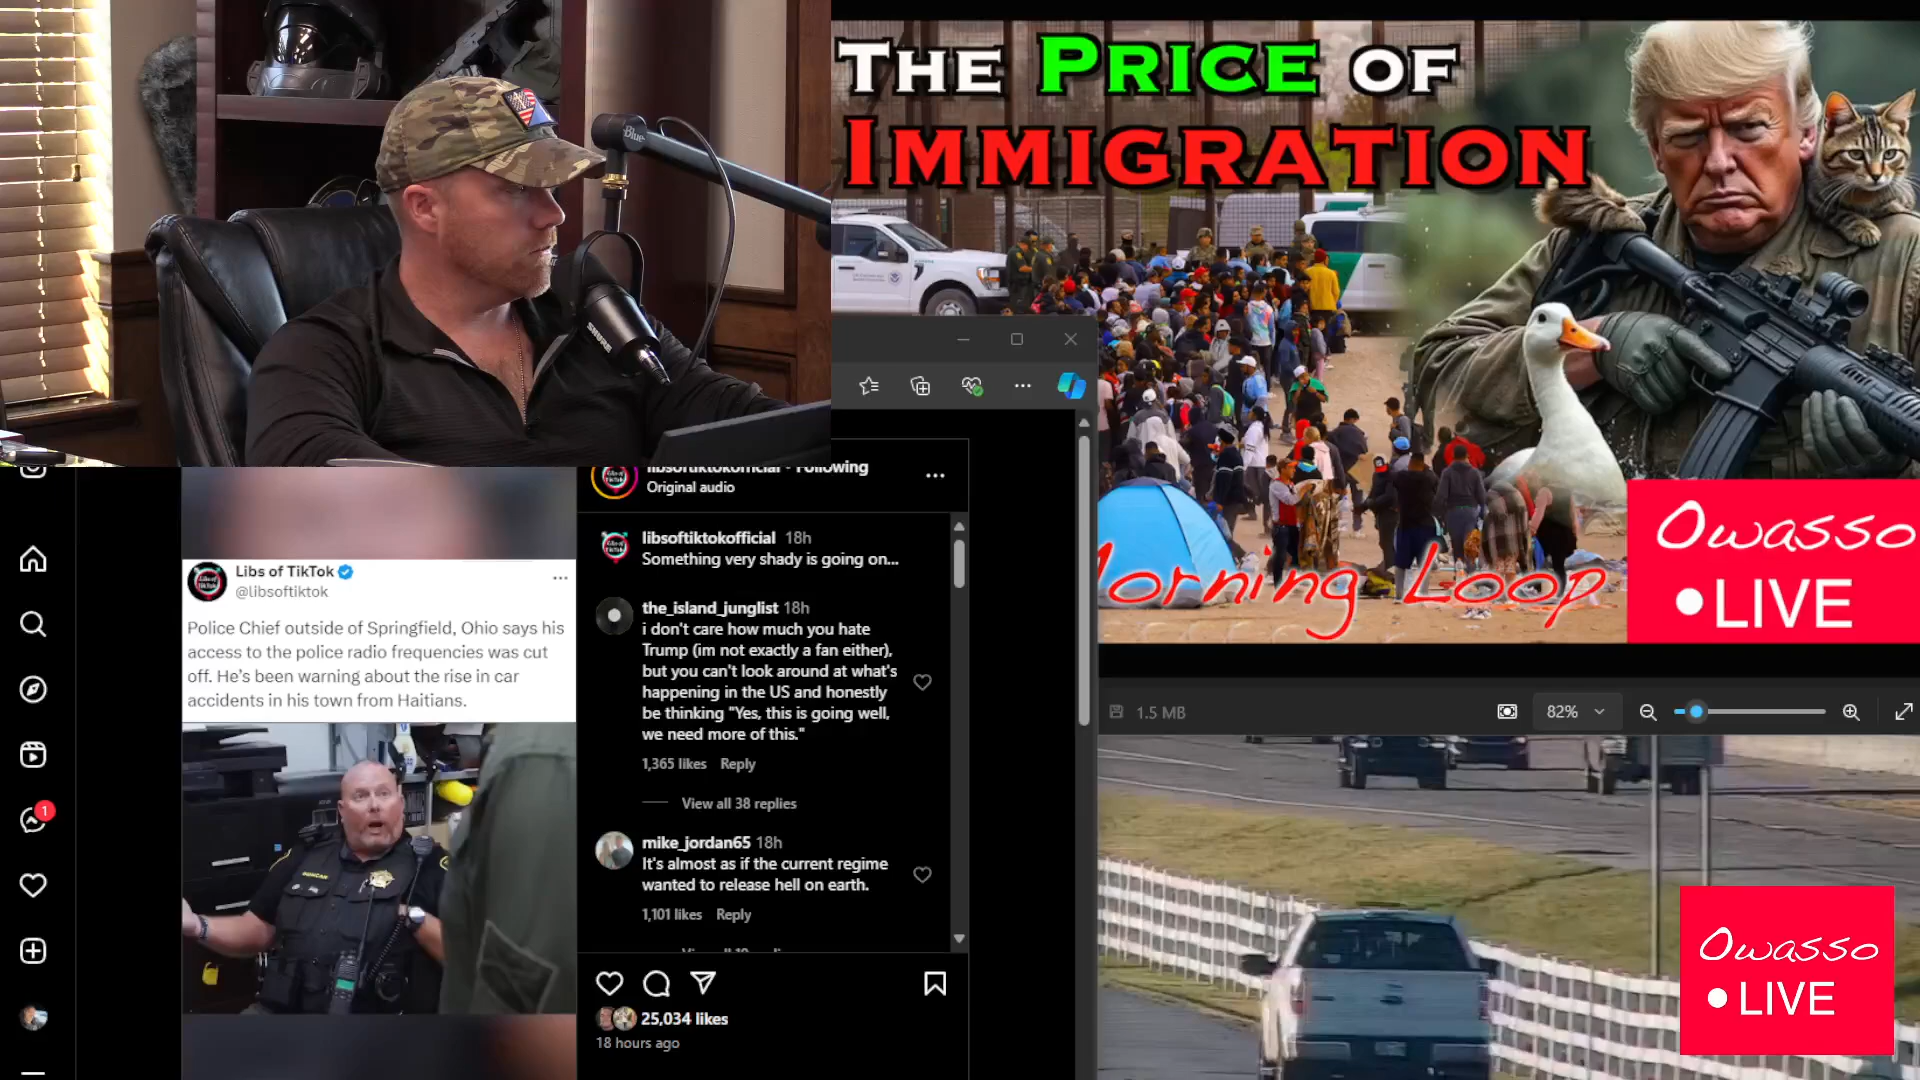 THE PRICE OF
IMMIGRATION
Blue
SHURE
libsoftiktokofficial • Following
Original audio
libsoftiktokofficial 18h
Something very shady is going on...
the_island_junglist 18h
i don't care how much you hate
Trump (im not exactly a fan either),
but you can't look around at what's
happening in the US and honestly
be thinking "Yes, this is going well,
we need more of this."
1,365 likes Reply
View all 38 replies
mike_jordan65 18h
It's almost as if the current regime
wanted to release hell on earth.
1,101 likes Reply
25,034 likes
18 hours ago
Libs of TikTok
@libsoftiktok
Police Chief outside of Springfield, Ohio says his
access to the police radio frequencies was cut
off. He's been warning about the rise in car
accidents in his town from Haitians.
DUNCAN
1
Morning Loop
Owasso
LIVE
1.5 MB
82%
Owasso
LIVE